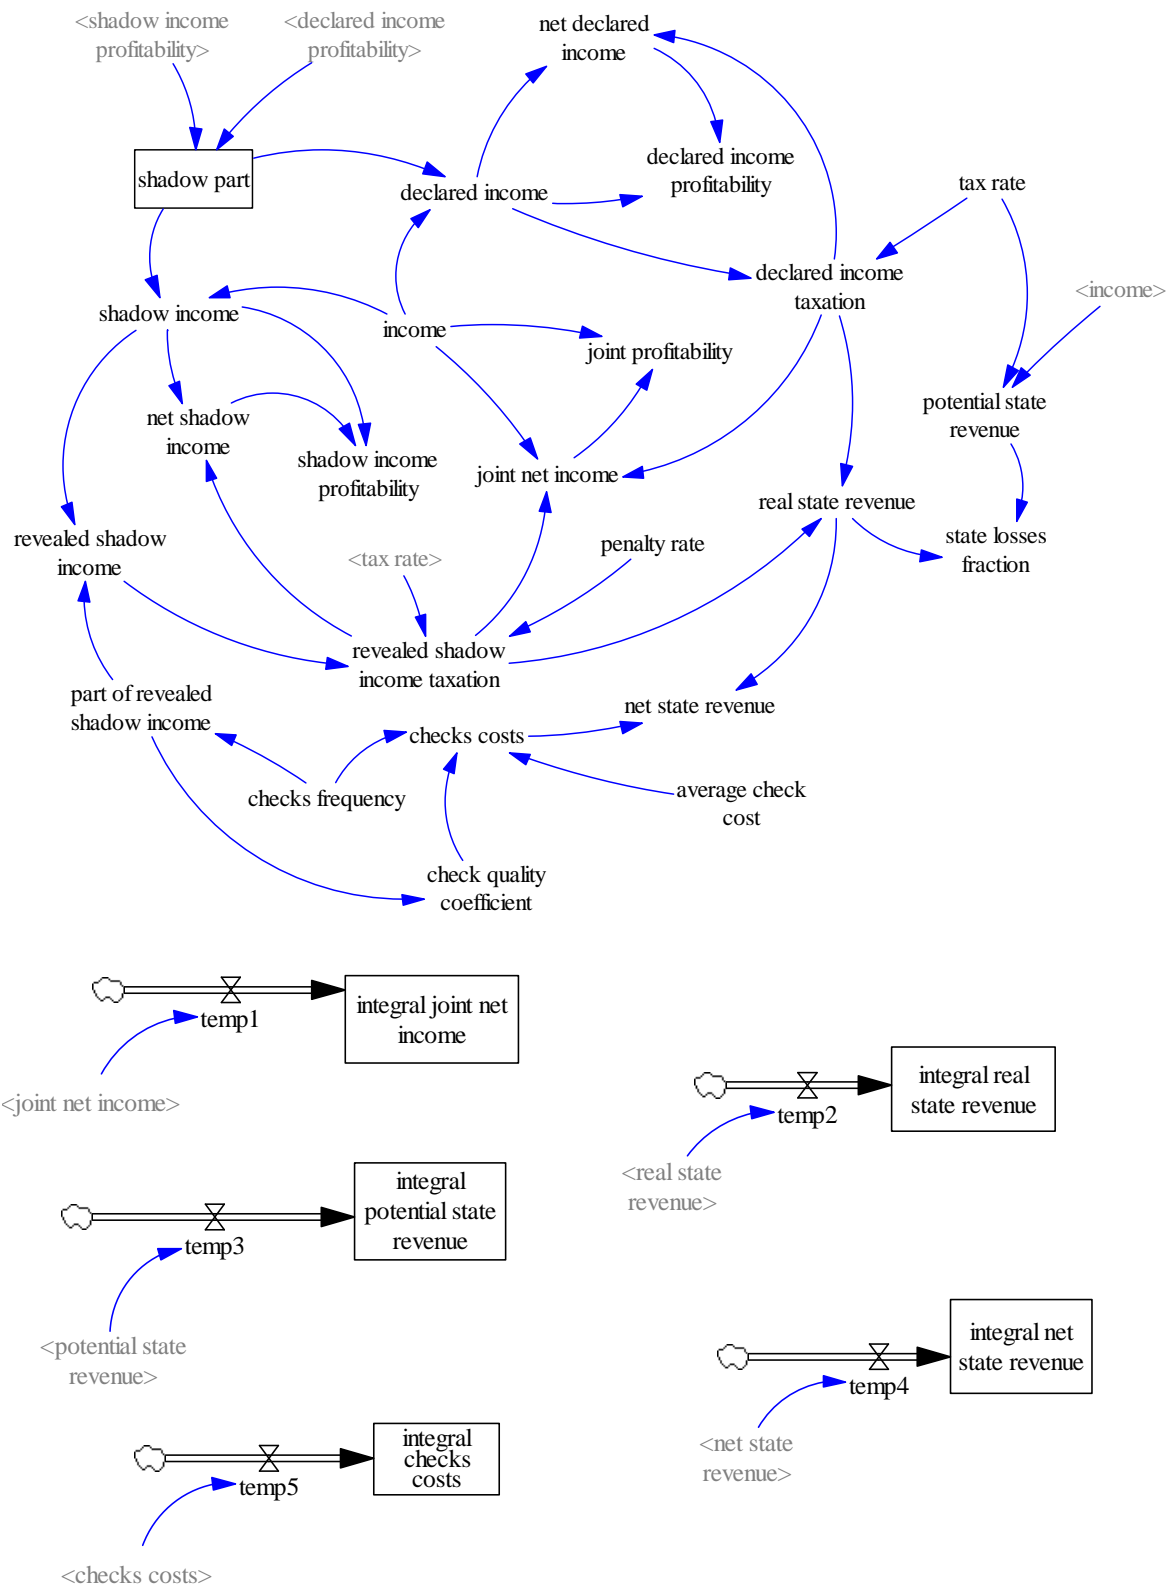 <shadow income
profitability>
<declared income
profitability>
net declared
income
shadow part
declared income
declared income
profitability
tax rate
declared income
taxation
<income>
shadow income
income
joint profitability
potential state
revenue
net shadow
income
shadow income
profitability
joint net income
real state revenue
state losses
fraction
revealed shadow
income
<tax rate>
penalty rate
revealed shadow
income taxation
part of revealed
shadow income
net state revenue
checks costs
checks frequency
average check
cost
check quality
coefficient
integral joint net
income
temp1
<joint net income>
integral real
state revenue
temp2
<real state
revenue>
integral
potential state
revenue
temp3
<potential state
revenue>
integral net
state revenue
temp4
<net state
revenue>
integral
checks
costs
temp5
<checks costs>